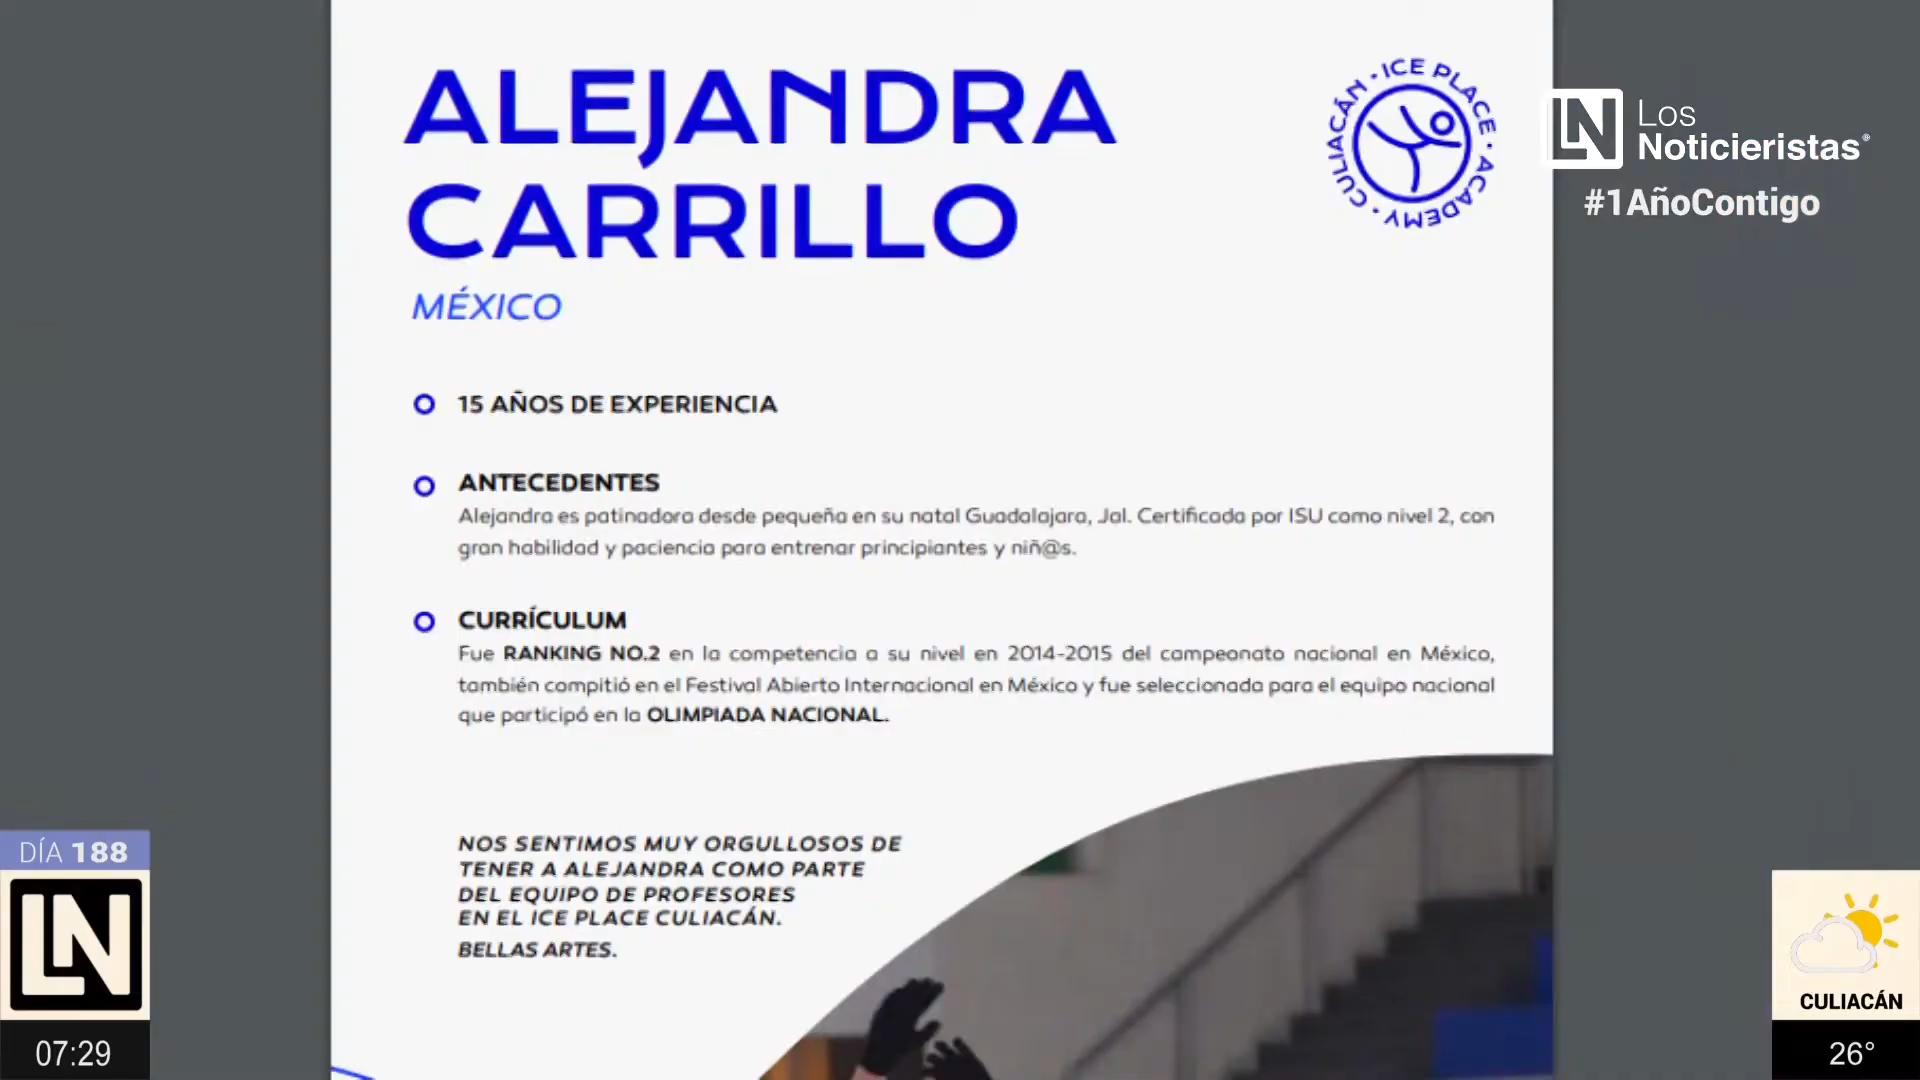 ALEJANDRA
CARRILLO
MÉXICO
CULIACÁN · ICE PLACE · ACADEMY ·
LN Los
Noticieristas®
#1AñoContigo
15 AÑOS DE EXPERIENCIA
ANTECEDENTES
Alejandra es patinadora desde pequeña en su natal Guadalajara, Jal. Certificada por ISU como nivel 2, con
gran habilidad y paciencia para entrenar principiantes y niñ@s.
CURRÍCULUM
Fue RANKING NO.2 en la competencia a su nivel en 2014-2015 del campeonato nacional en México,
también compitió en el Festival Abierto Internacional en México y fue seleccionada para el equipo nacional
que participó en la OLIMPIADA NACIONAL.
NOS SENTIMOS MUY ORGULLOSOS DE
TENER A ALEJANDRA COMO PARTE
DEL EQUIPO DE PROFESORES
EN EL ICE PLACE CULIACÁN.
BELLAS ARTES.
DÍA 188
LN
07:29
CULIACÁN
26°